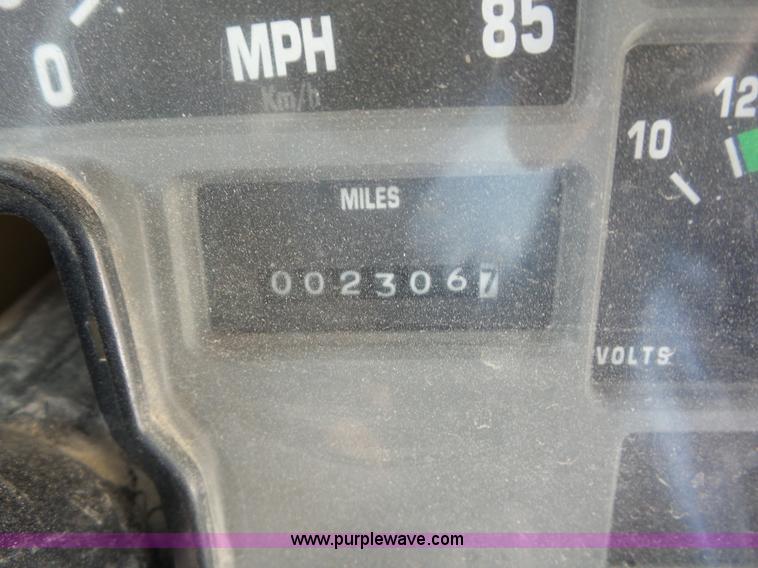 0 MPH 85
Km/h
10 12
MILES
0023067
VOLTS
www.purplewave.com